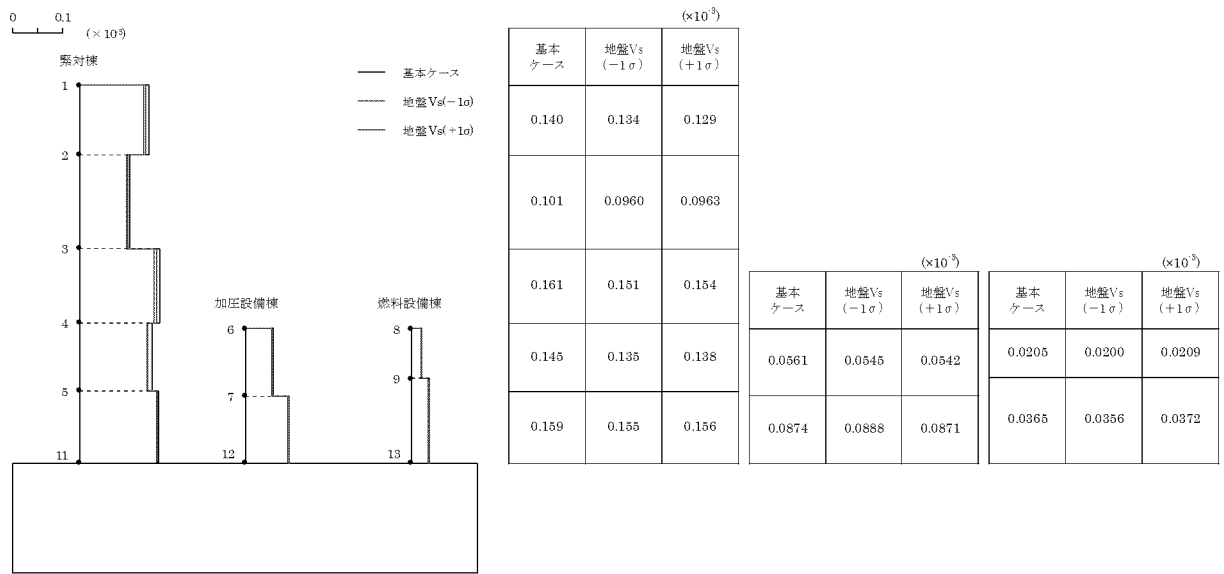 0 0.1
(×10⁻³)
緊対棟
1
2
3
4
5
11
加圧設備棟
6
7
12
燃料設備棟
8
9
13
基本ケース
地盤Vs(-1σ)
地盤Vs(+1σ)
(×10⁻³)
基本 地盤Vs 地盤Vs
ケース (-1σ) (+1σ)
0.140 0.134 0.129
0.101 0.0960 0.0963
0.161 0.151 0.154
0.145 0.135 0.138
0.159 0.155 0.156
(×10⁻³)
基本 地盤Vs 地盤Vs
ケース (-1σ) (+1σ)
0.0561 0.0545 0.0542
0.0874 0.0888 0.0871
(×10⁻³)
基本 地盤Vs 地盤Vs
ケース (-1σ) (+1σ)
0.0205 0.0200 0.0209
0.0365 0.0356 0.0372